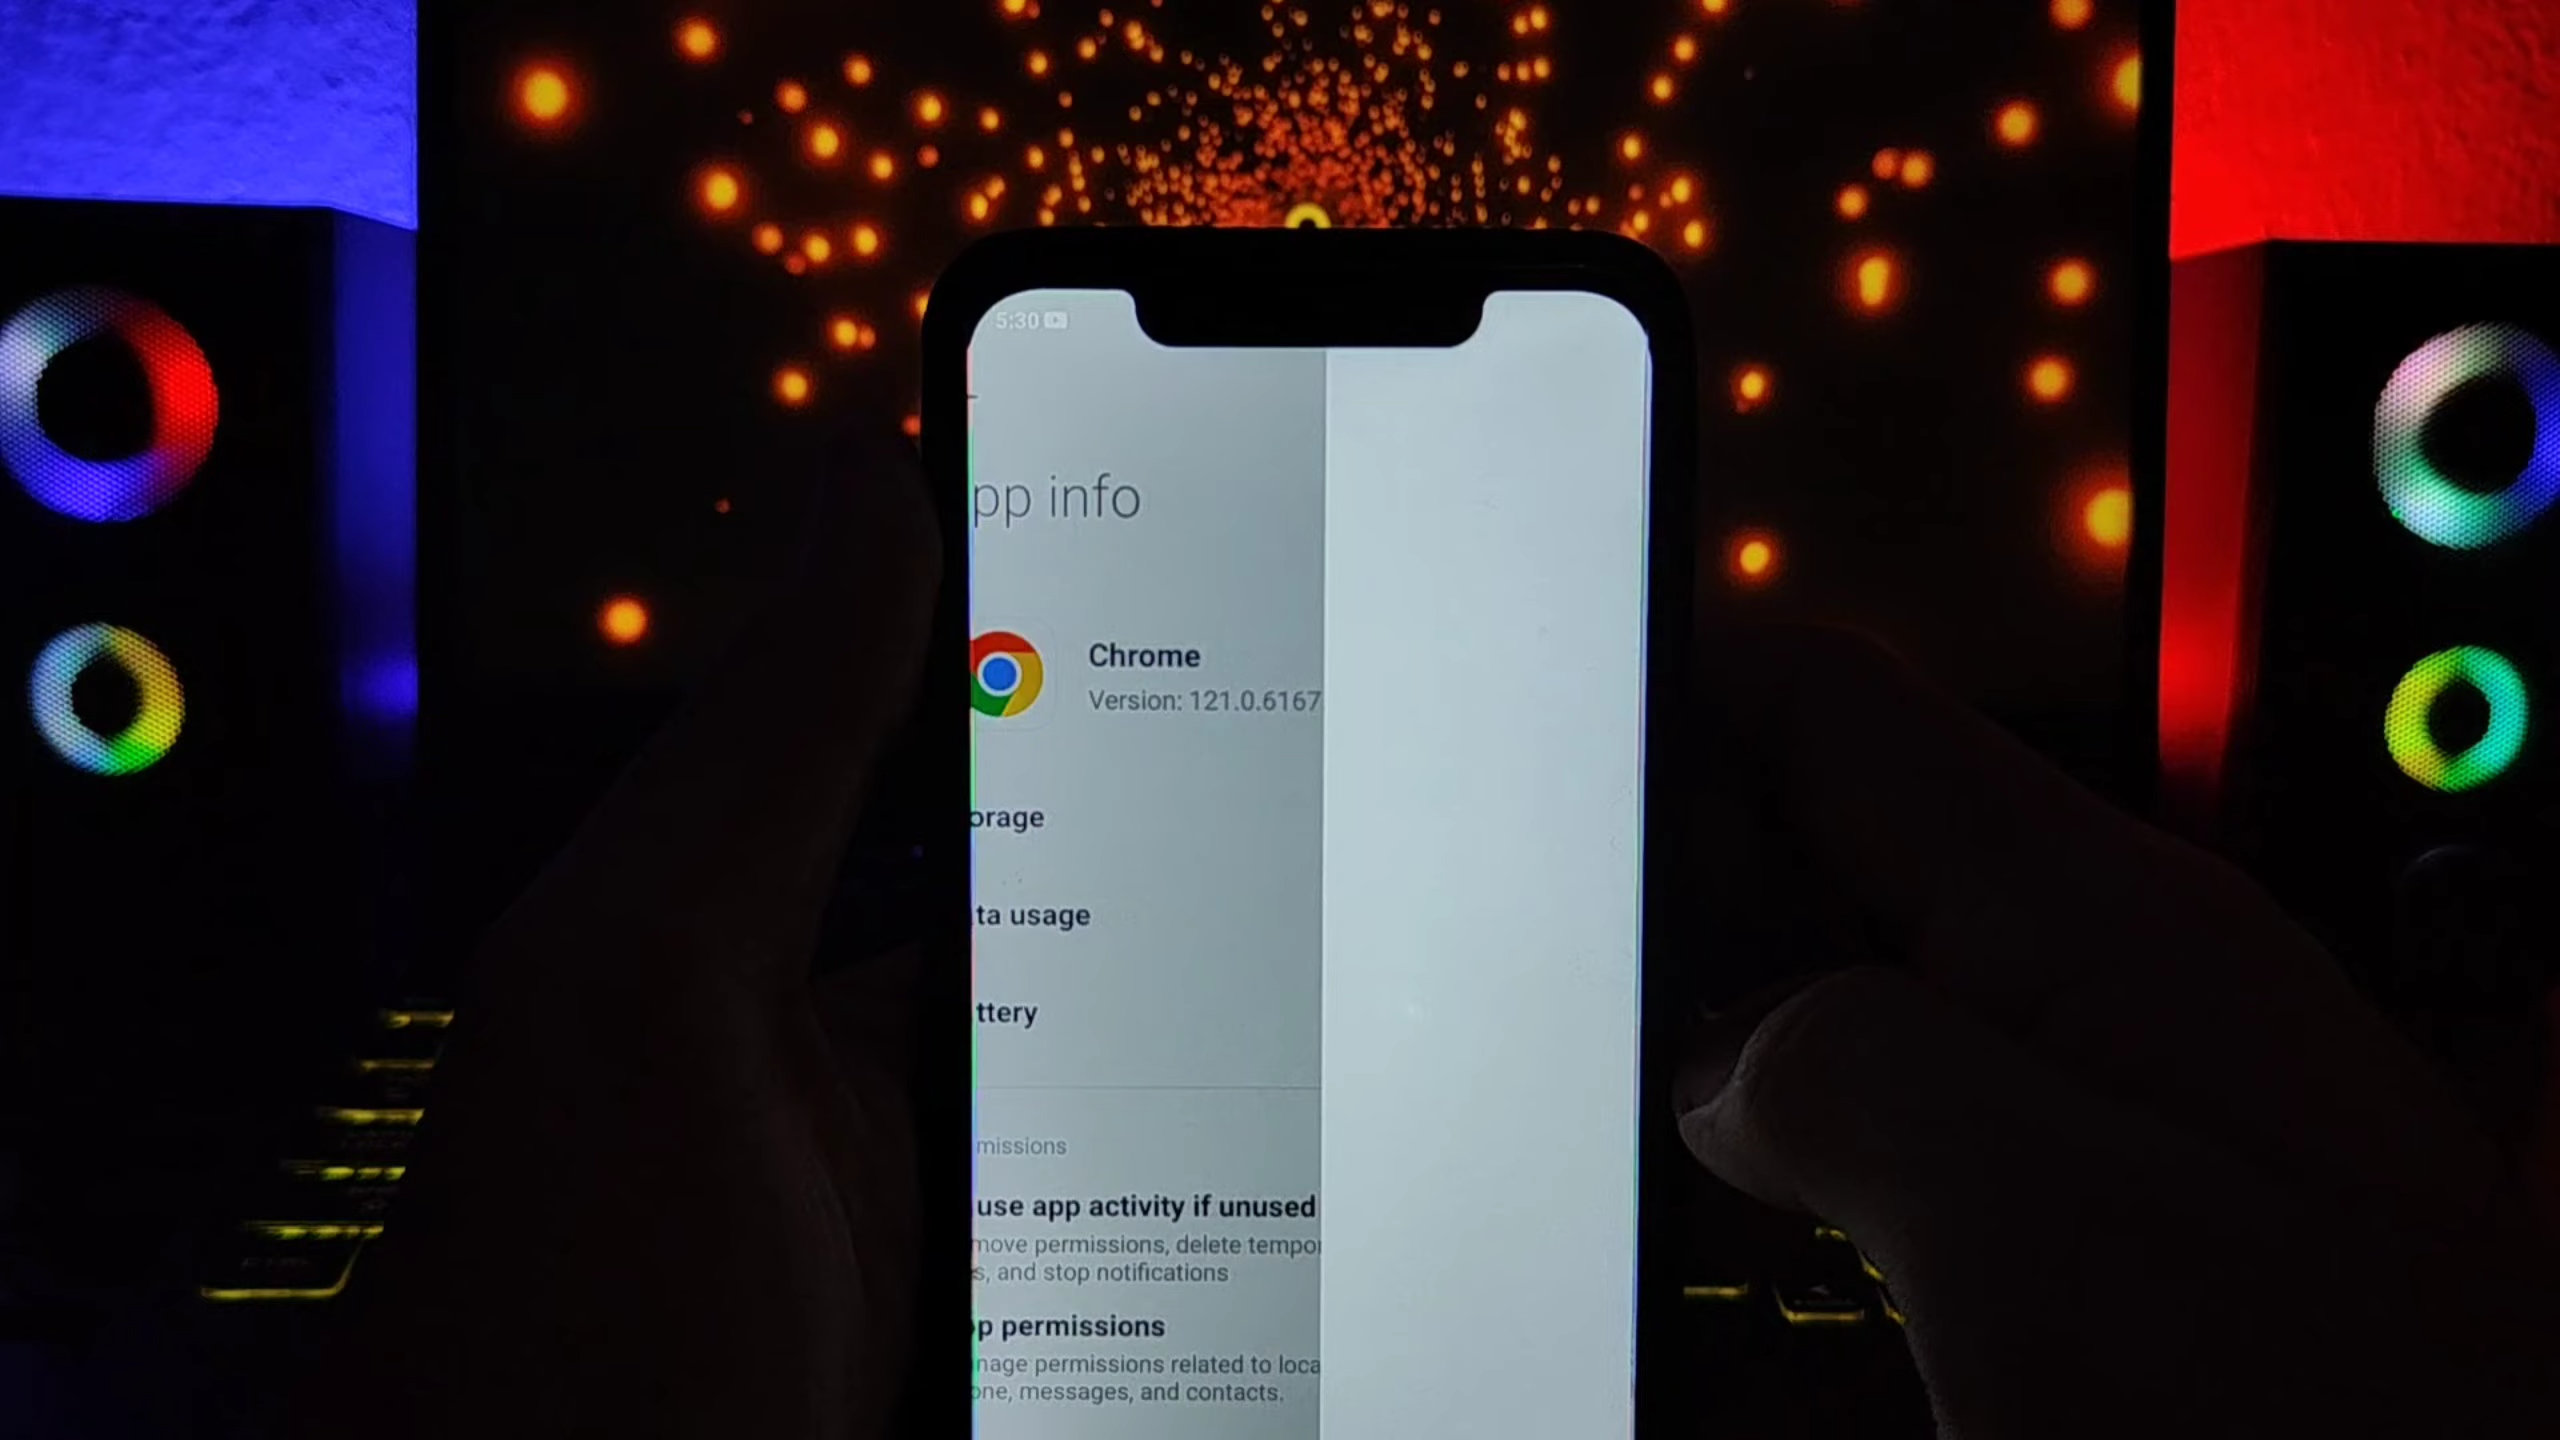 5:30
pp info
Chrome
Version: 121.0.6167
orage
ta usage
ttery
missions
use app activity if unused
move permissions, delete tempor
s, and stop notifications
p permissions
nage permissions related to loca
one, messages, and contacts.